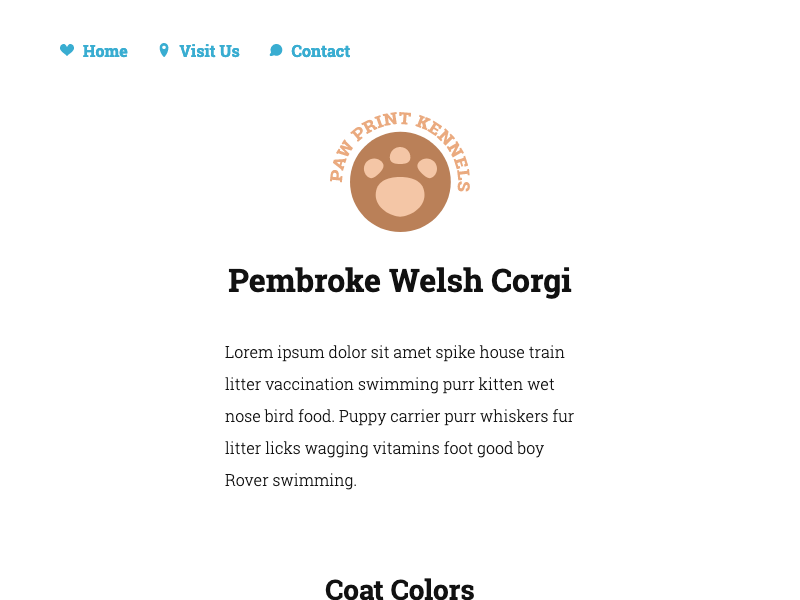 Home Visit Us Contact
PAW PRINT KENNELS
Pembroke Welsh Corgi
Lorem ipsum dolor sit amet spike house train
litter vaccination swimming purr kitten wet
nose bird food. Puppy carrier purr whiskers fur
litter licks wagging vitamins foot good boy
Rover swimming.
Coat Colors